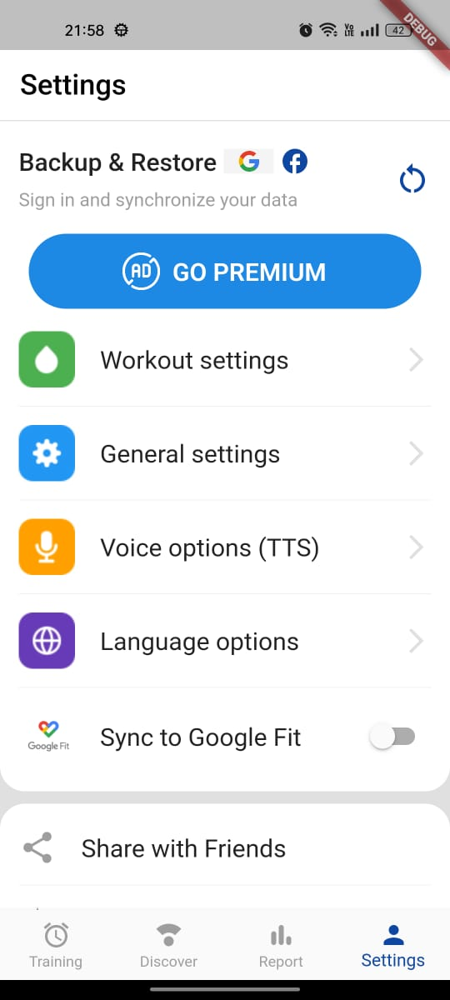 21:58
Vo
LTE
42
DEBUG
Settings
Backup & Restore
Sign in and synchronize your data
AD GO PREMIUM
Workout settings
General settings
Voice options (TTS)
Language options
Google Fit
Sync to Google Fit
Share with Friends
Training
Discover
Report
Settings